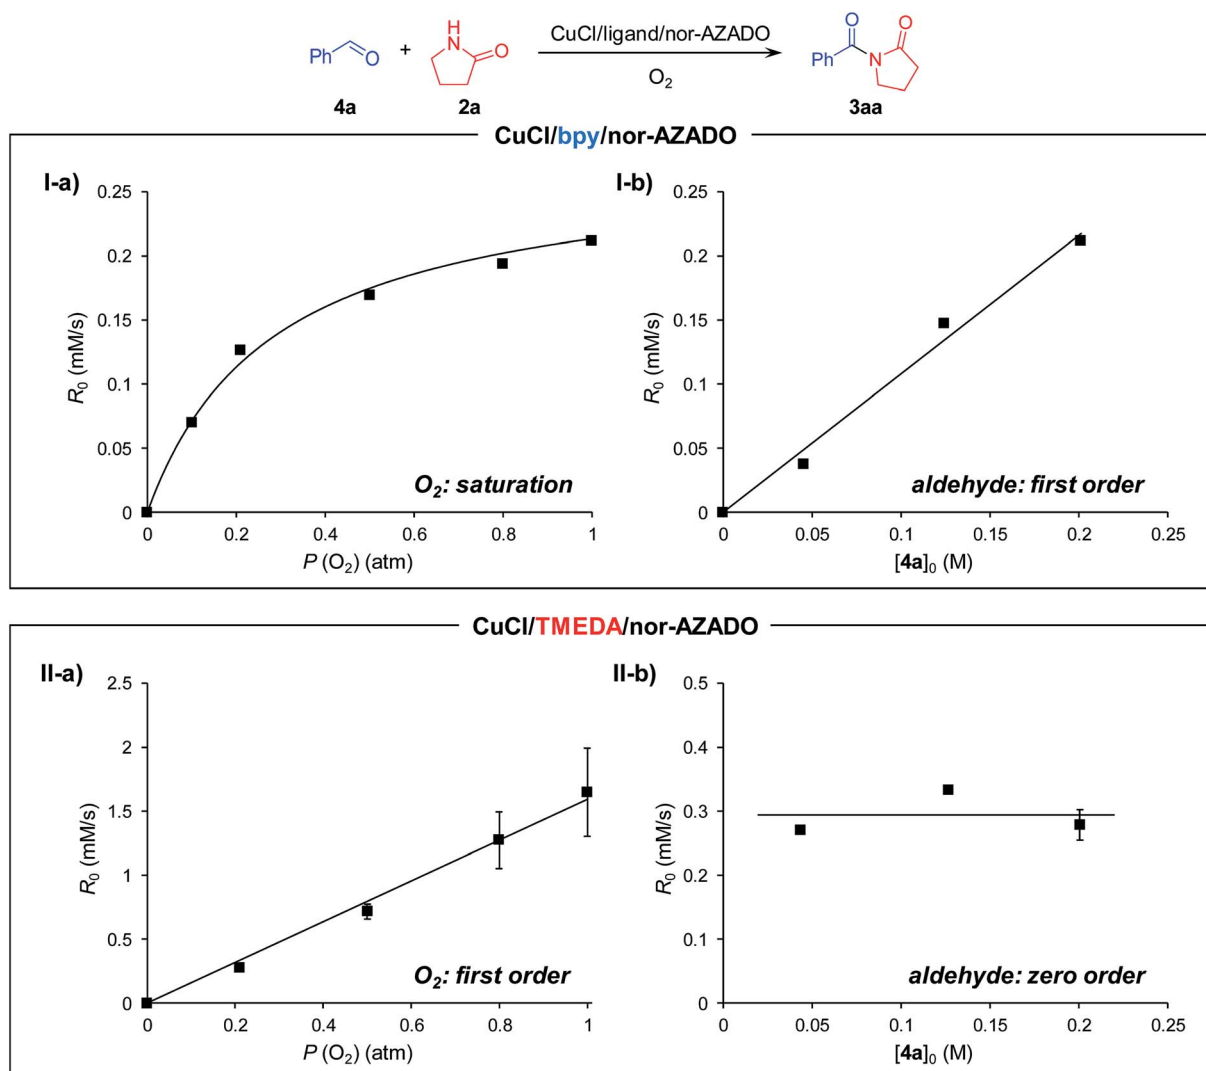 H
O
CuCl/ligand/nor-AZADO
O
O
Ph
O
+
N
O
O₂
Ph
N
4a
2a
3aa
CuCl/bpy/nor-AZADO
I-a)
0.25
0.2
0.15
0.1
0.05
0
R₀ (mM/s)
O₂: saturation
0 0.2 0.4 0.6 0.8 1
P (O₂) (atm)
I-b)
0.25
0.2
0.15
0.1
0.05
0
R₀ (mM/s)
aldehyde: first order
0 0.05 0.1 0.15 0.2 0.25
[4a]₀ (M)
CuCl/TMEDA/nor-AZADO
II-a)
2.5
2
1.5
1
0.5
0
R₀ (mM/s)
O₂: first order
0 0.2 0.4 0.6 0.8 1
P (O₂) (atm)
II-b)
0.5
0.4
0.3
0.2
0.1
0
R₀ (mM/s)
aldehyde: zero order
0 0.05 0.1 0.15 0.2 0.25
[4a]₀ (M)